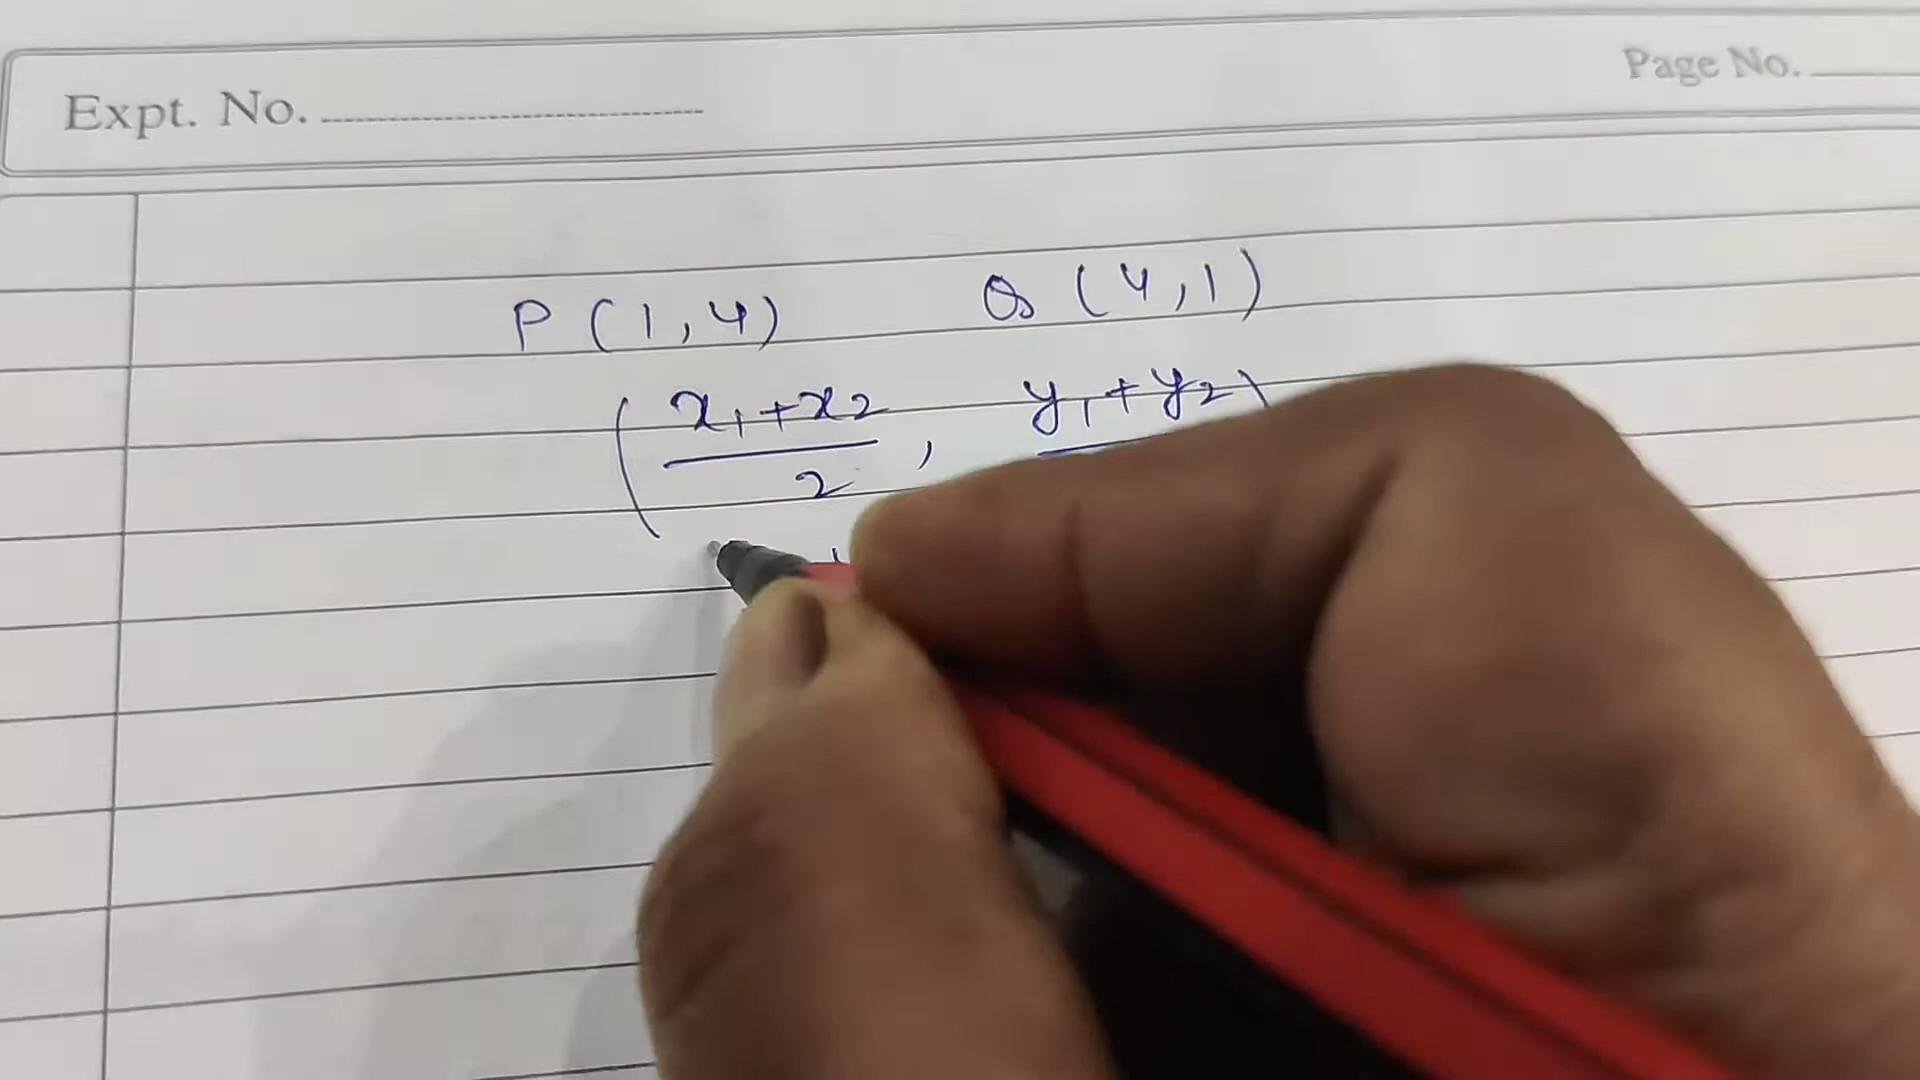 Expt. No. Page No.
P (1,4) Q (4,1)
( x₁+x₂ / 2 , y₁+y₂ )